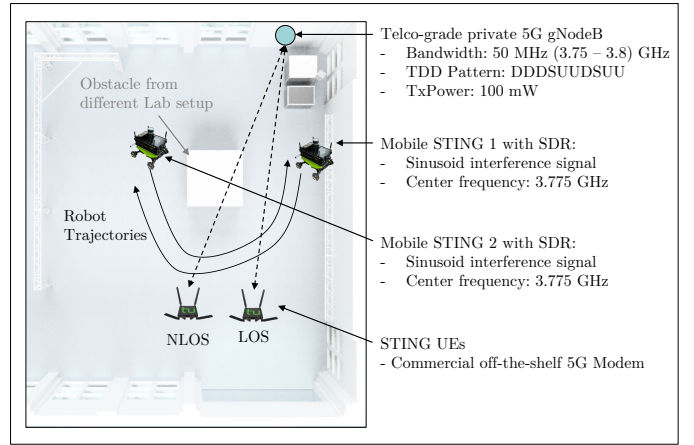 Telco-grade private 5G gNodeB
- Bandwidth: 50 MHz (3.75 – 3.8) GHz
- TDD Pattern: DDDSUUDSUU
- TxPower: 100 mW
Obstacle from
different Lab setup
Mobile STING 1 with SDR:
- Sinusoid interference signal
- Center frequency: 3.775 GHz
Robot
Trajectories
Mobile STING 2 with SDR:
- Sinusoid interference signal
- Center frequency: 3.775 GHz
NLOS
LOS
STING UEs
- Commercial off-the-shelf 5G Modem